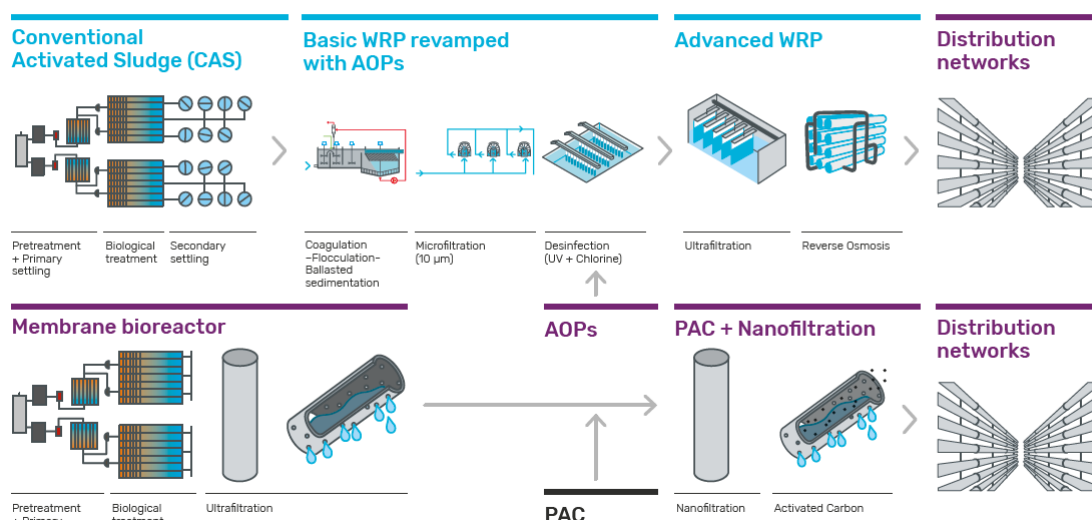 Conventional
Activated Sludge (CAS)
Basic WRP revamped
with AOPs
Advanced WRP
Distribution
networks
Pretreatment
+ Primary
settling
Biological
treatment
Secondary
settling
Coagulation
–Flocculation–
Ballasted
sedimentation
Microfiltration
(10 µm)
Desinfection
(UV + Chlorine)
Ultrafiltration
Reverse Osmosis
Membrane bioreactor
AOPs
PAC + Nanofiltration
Distribution
networks
Pretreatment
+ Primary
Biological
treatment
Ultrafiltration
PAC
Nanofiltration
Activated Carbon